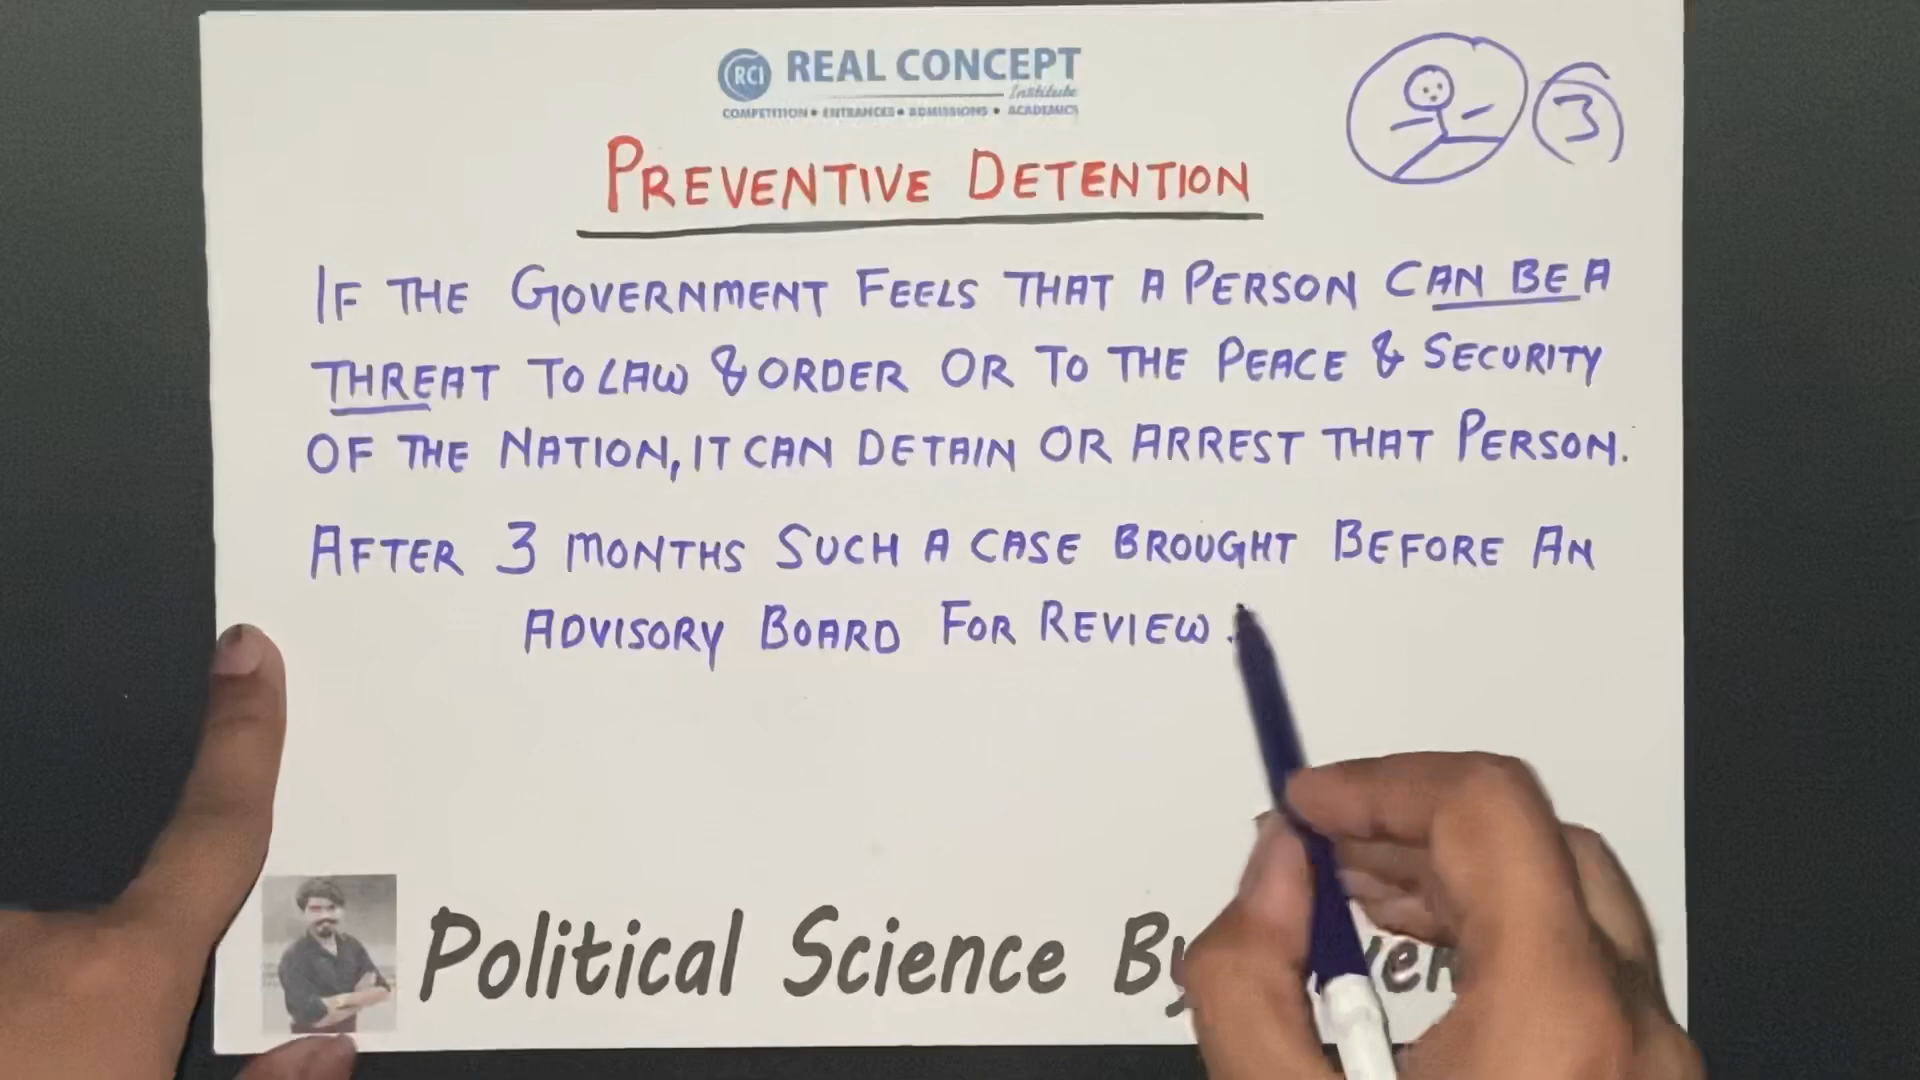 RCI REAL CONCEPT
Institute
COMPETITION • ENTRANCES • ADMISSIONS • ACADEMICS
3
PREVENTIVE DETENTION
IF THE GOVERNMENT FEELS THAT A PERSON CAN BE A
THREAT TO LAW & ORDER OR TO THE PEACE & SECURITY
OF THE NATION, IT CAN DETAIN OR ARREST THAT PERSON.
AFTER 3 MONTHS SUCH A CASE BROUGHT BEFORE AN
ADVISORY BOARD FOR REVIEW.
Political Science By